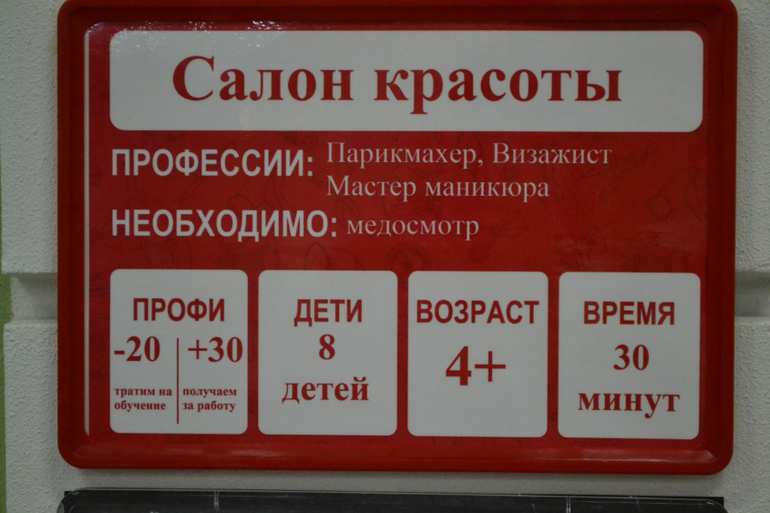 Салон красоты
ПРОФЕССИИ: Парикмахер, Визажист
Мастер маникюра
НЕОБХОДИМО: медосмотр
ПРОФИ
-20 +30
тратим на обучение получаем за работу
ДЕТИ
8
детей
ВОЗРАСТ
4+
ВРЕМЯ
30
минут